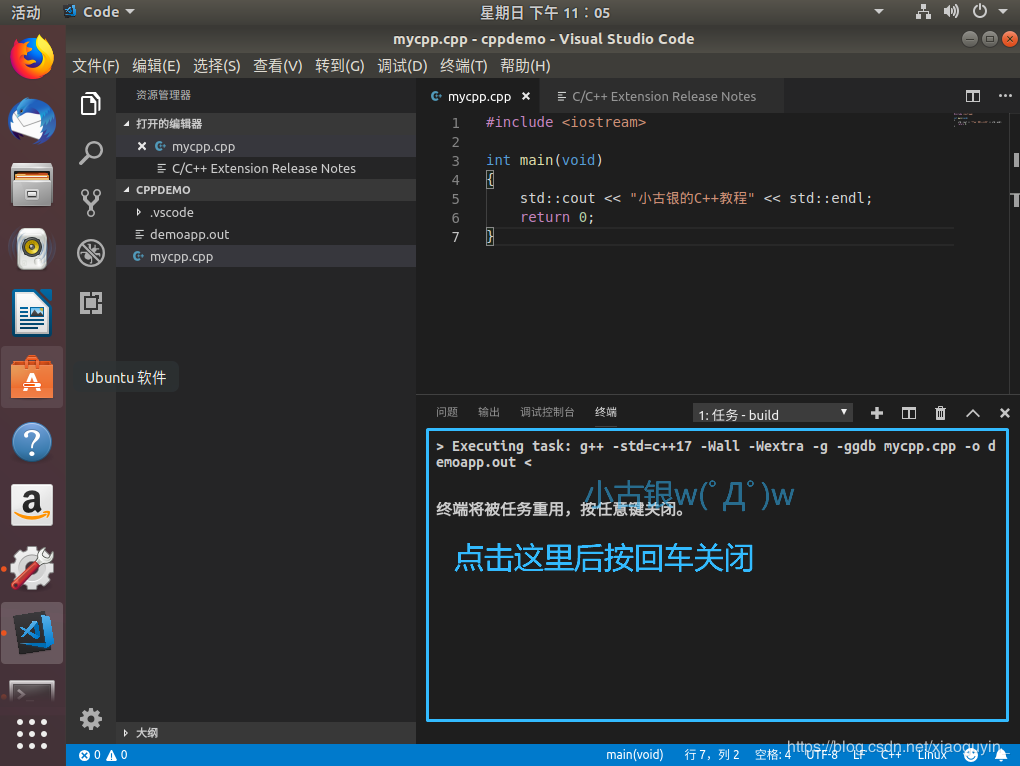 活动 Code 星期日 下午 11：05
mycpp.cpp - cppdemo - Visual Studio Code
文件(F) 编辑(E) 选择(S) 查看(V) 转到(G) 调试(D) 终端(T) 帮助(H)
资源管理器
打开的编辑器
mycpp.cpp
C/C++ Extension Release Notes
CPPDEMO
.vscode
demoapp.out
mycpp.cpp
Ubuntu 软件
大纲
mycpp.cpp C/C++ Extension Release Notes
1 #include <iostream>
2
3 int main(void)
4 {
5 std::cout << "小古银的C++教程" << std::endl;
6 return 0;
7 }
问题 输出 调试控制台 终端 1: 任务 - build
> Executing task: g++ -std=c++17 -Wall -Wextra -g -ggdb mycpp.cpp -o d
emoapp.out <
小古银w(ﾟДﾟ)w
终端将被任务重用，按任意键关闭。
点击这里后按回车关闭
https://blog.csdn.net/xiaoguyin_
0 0 main(void) 行 7，列 2 空格: 4 UTF-8 LF C++ Linux